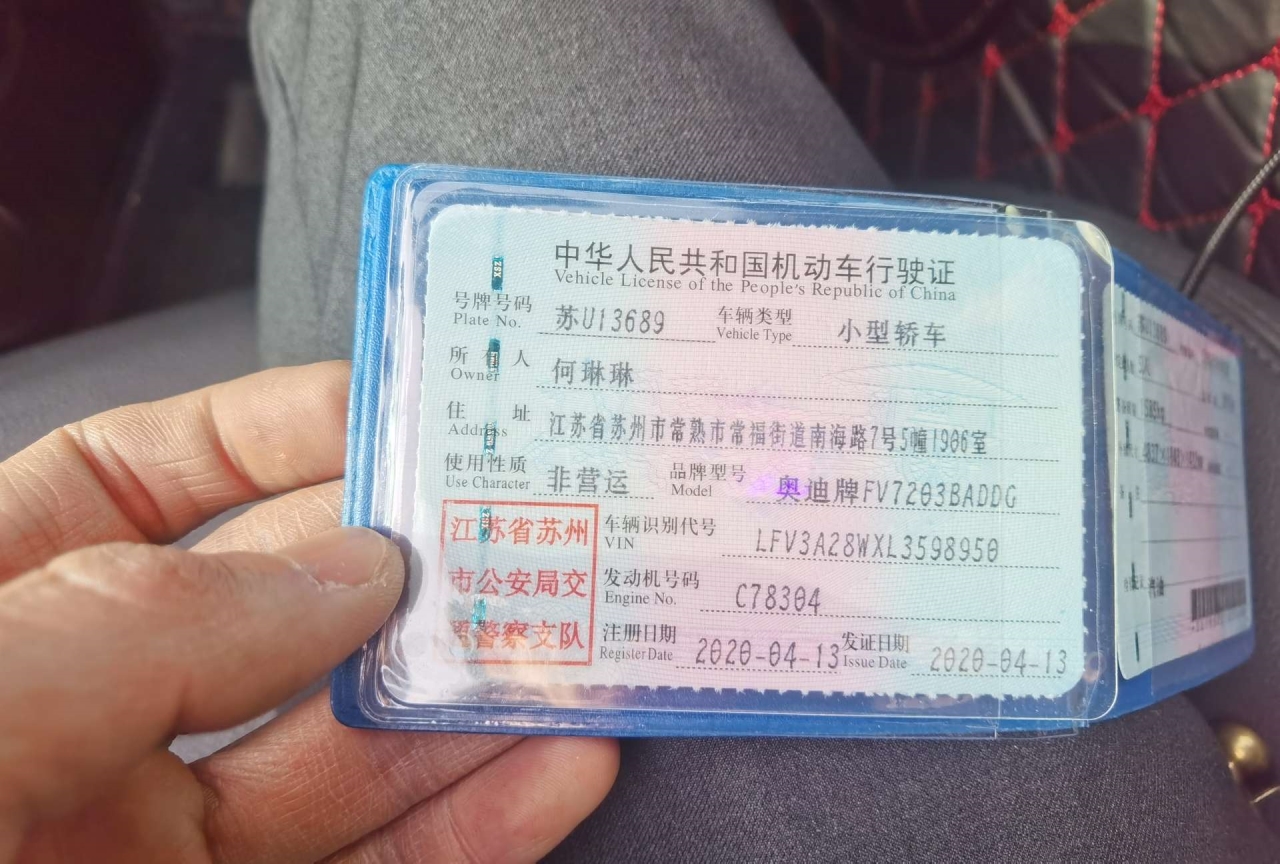 中华人民共和国机动车行驶证
Vehicle License of the People's Republic of China
号牌号码 苏U13689 车辆类型 小型轿车
Plate No. Vehicle Type
所有人 何琳琳
Owner
住址 江苏省苏州市常熟市常福街道南海路7号5幢1906室
Address
使用性质 非营运 品牌型号 奥迪牌FV7203BADDG
Use Character Model
江苏省苏州 车辆识别代号 LFV3A28WXL3598950
VIN
市公安局交 发动机号码 C78304
Engine No.
警察支队 注册日期 2020-04-13 发证日期 2020-04-13
Register Date Issue Date